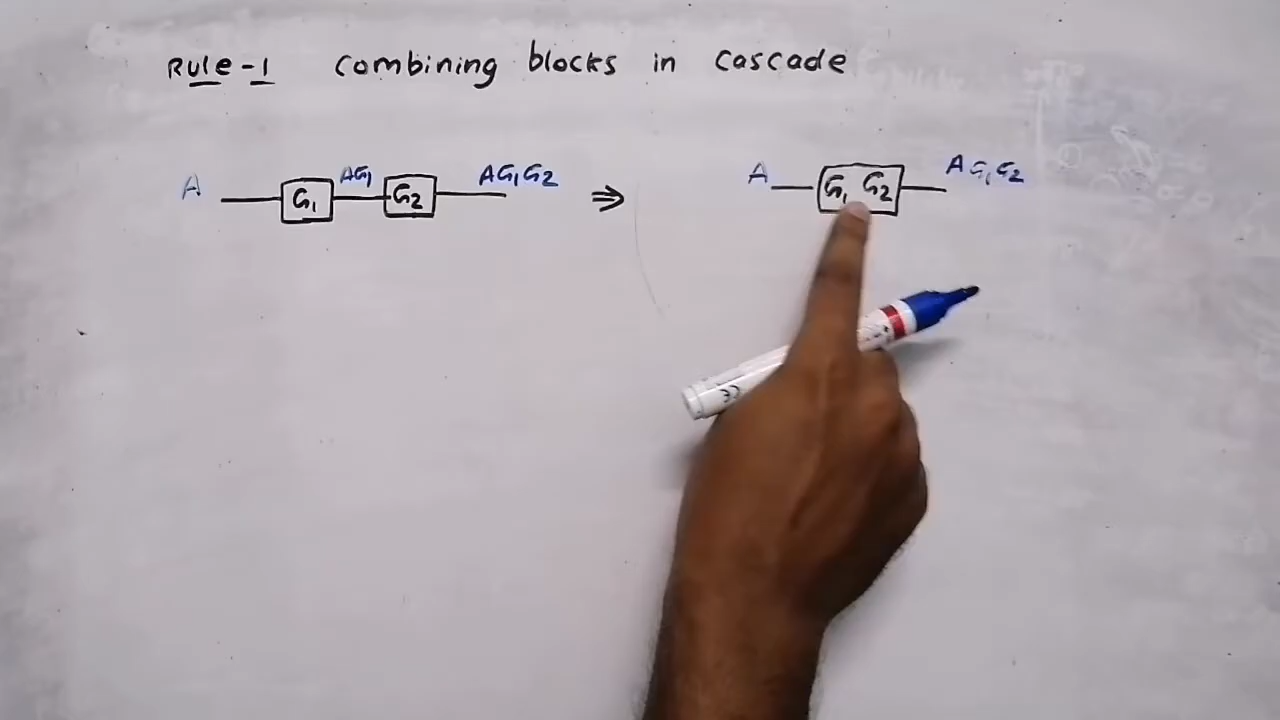 Rule-1 combining blocks in cascade
A G1 AG1 G2 AG1G2 ⇒ A G1 G2 AG1G2